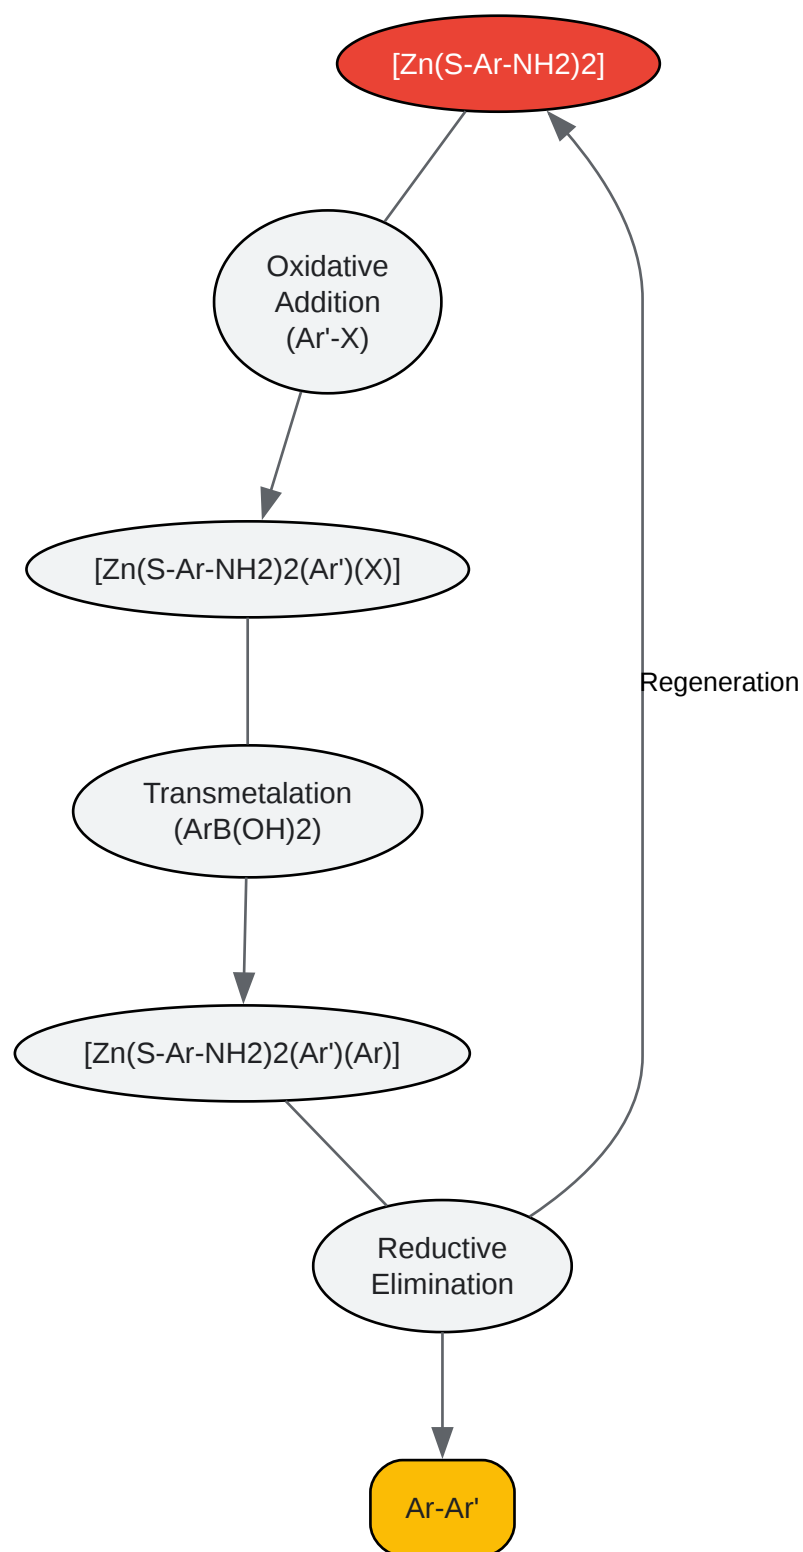 [Zn(S-Ar-NH2)2]
Oxidative
Addition
(Ar'-X)
[Zn(S-Ar-NH2)2(Ar')(X)]
Regeneration
Transmetalation
(ArB(OH)2)
[Zn(S-Ar-NH2)2(Ar')(Ar)]
Reductive
Elimination
Ar-Ar'